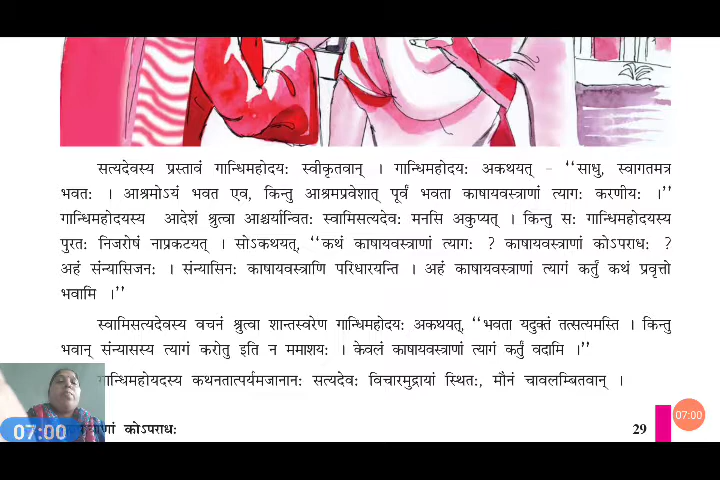 सत्यदेवस्य प्रस्तावं गान्धिमहोदयः स्वीकृतवान् । गान्धिमहोदयः अकथयत् – ‘‘साधु, स्वागतमत्र
भवतः । आश्रमोऽयं भवत एव, किन्तु आश्रमप्रवेशात् पूर्वं भवता काषायवस्त्राणां त्यागः करणीयः ।’’
गान्धिमहोदयस्य आदेशं श्रुत्वा आश्चर्यान्वितः स्वामिसत्यदेवः मनसि अकुप्यत् । किन्तु सः गान्धिमहोदयस्य
पुरतः निजरोषं नाप्रकटयत् । सोऽकथयत्, ‘‘कथं काषायवस्त्राणां त्यागः ? काषायवस्त्राणां कोऽपराधः ?
अहं संन्यासिजनः । संन्यासिनः काषायवस्त्राणि परिधारयन्ति । अहं काषायवस्त्राणां त्यागं कर्तुं कथं प्रवृत्तो
भवामि ।’’
स्वामिसत्यदेवस्य वचनं श्रुत्वा शान्तस्वरेण गान्धिमहोदयः अकथयत्, ‘‘भवता यदुक्तं तत्सत्यमस्ति । किन्तु
भवान् संन्यासस्य त्यागं करोतु इति न ममाशयः । केवलं काषायवस्त्राणां त्यागं कर्तुं वदामि ।’’
गान्धिमहोयदस्य कथनतात्पर्यमजानानः सत्यदेवः विचारमुद्रायां स्थितः, मौनं चावलम्बितवान् ।
कोऽपराधः
29
07:00
07:00